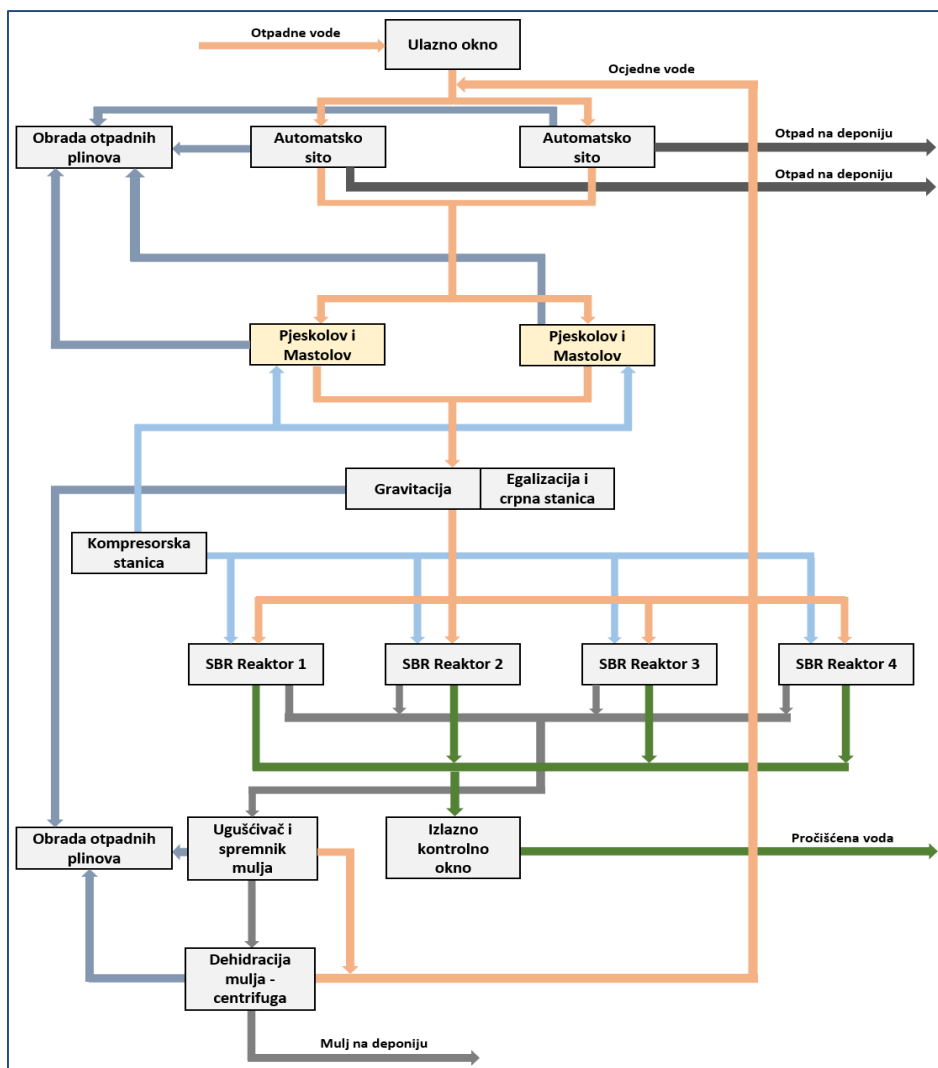 Otpadne vode
Ulazno okno
Ocjedne vode
Obrada otpadnih
plinova
Automatsko
sito
Automatsko
sito
Otpad na deponiju
Otpad na deponiju
Pjeskolov i
Mastolov
Pjeskolov i
Mastolov
Gravitacija
Egalizacija i
crpna stanica
Kompresorska
stanica
SBR Reaktor 1
SBR Reaktor 2
SBR Reaktor 3
SBR Reaktor 4
Obrada otpadnih
plinova
Ugušćivač i
spremnik
mulja
Izlazno
kontrolno
okno
Pročišćena voda
Dehidracija
mulja -
centrifuga
Mulj na deponiju